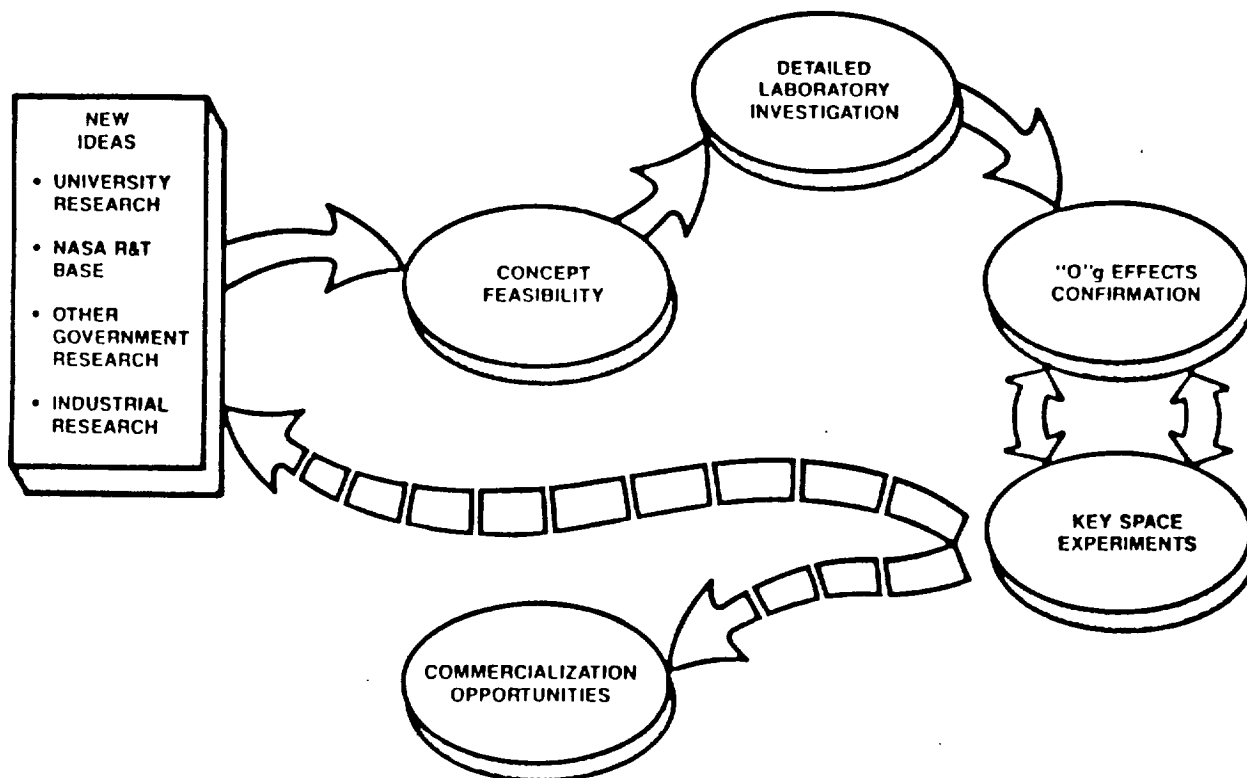 NEW
IDEAS
• UNIVERSITY
RESEARCH
• NASA R&T
BASE
• OTHER
GOVERNMENT
RESEARCH
• INDUSTRIAL
RESEARCH
CONCEPT
FEASIBILITY
DETAILED
LABORATORY
INVESTIGATION
"O"g EFFECTS
CONFIRMATION
KEY SPACE
EXPERIMENTS
COMMERCIALIZATION
OPPORTUNITIES